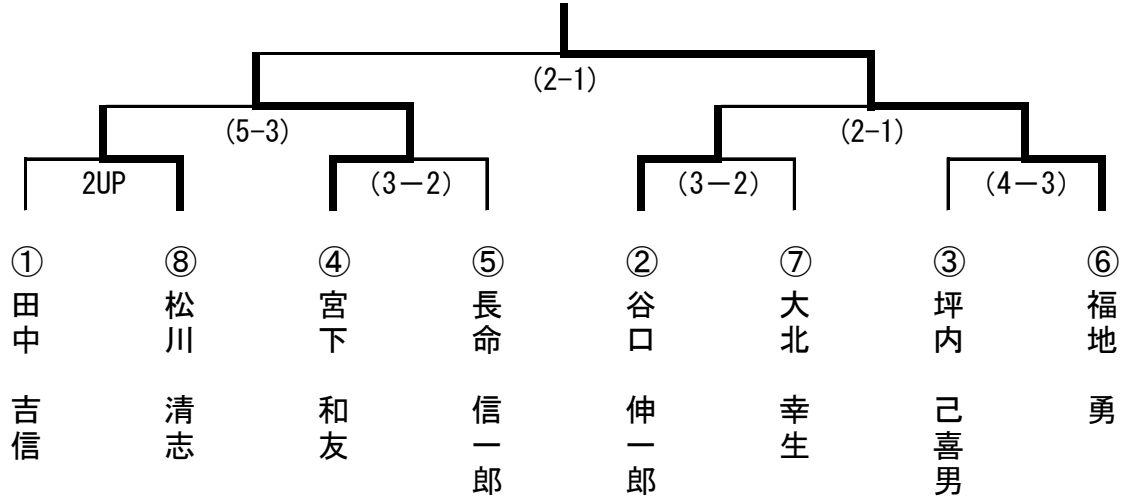 (2-1)
(5-3)
(2-1)
2UP
(3-2)
(3-2)
(4-3)
① 田中 吉信
⑧ 松川 清志
④ 宮下 和友
⑤ 長命 信一郎
② 谷口 伸一郎
⑦ 大北 幸生
③ 坪内 己喜男
⑥ 福地 勇